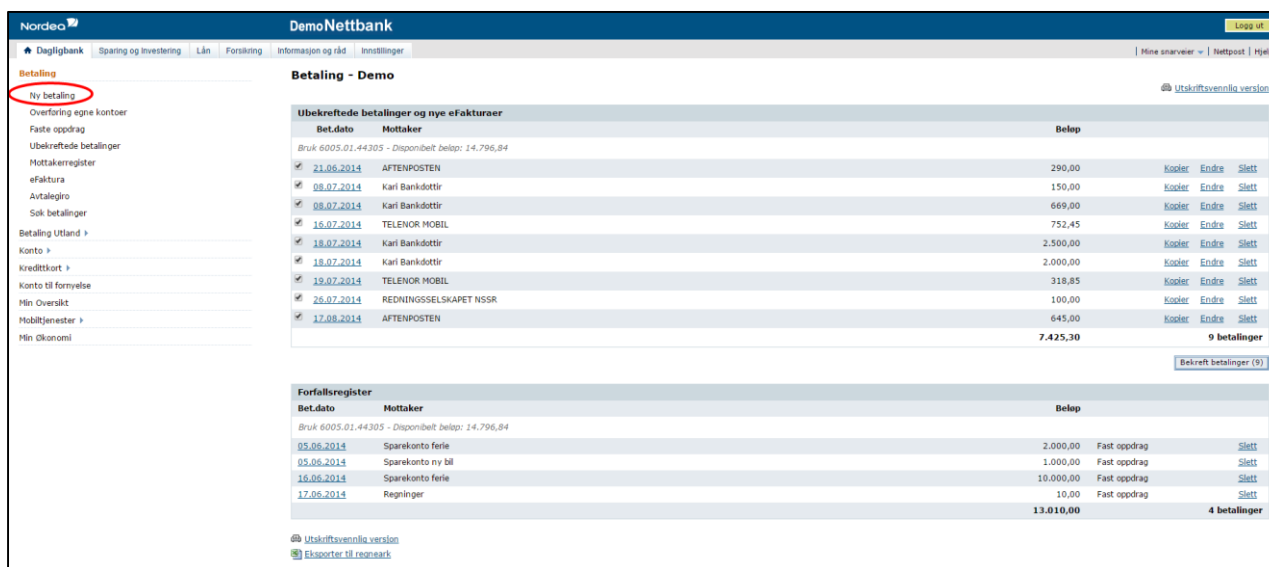 Nordea DemoNettbank Logg ut
Dagligbank Sparing og Investering Lån Forsikring Informasjon og råd Innstillinger | Mine snarveier | Nettpost | Hjel
Betaling
Ny betaling
Overføring egne kontoer
Faste oppdrag
Ubekreftede betalinger
Mottakerregister
eFaktura
Avtalegiro
Søk betalinger
Betaling Utland
Konto
Kredittkort
Konto til fornyelse
Min Oversikt
Mobiltjenester
Min Økonomi
Betaling - Demo
Utskriftsvennlig versjon
Ubekreftede betalinger og nye eFakturaer
Bet.dato Mottaker Beløp
Bruk 6005.01.44305 - Disponibelt beløp: 14.796,84
21.06.2014 AFTENPOSTEN 290,00 Kopier Endre Slett
08.07.2014 Kari Bankdottir 150,00 Kopier Endre Slett
08.07.2014 Kari Bankdottir 669,00 Kopier Endre Slett
16.07.2014 TELENOR MOBIL 752,45 Kopier Endre Slett
18.07.2014 Kari Bankdottir 2.500,00 Kopier Endre Slett
18.07.2014 Kari Bankdottir 2.000,00 Kopier Endre Slett
19.07.2014 TELENOR MOBIL 318,85 Kopier Endre Slett
26.07.2014 REDNINGSSELSKAPET NSSR 100,00 Kopier Endre Slett
17.08.2014 AFTENPOSTEN 645,00 Kopier Endre Slett
7.425,30 9 betalinger
Bekreft betalinger (9)
Forfallsregister
Bet.dato Mottaker Beløp
Bruk 6005.01.44305 - Disponibelt beløp: 14.796,84
05.06.2014 Sparekonto ferie 2.000,00 Fast oppdrag Slett
05.06.2014 Sparekonto ny bil 1.000,00 Fast oppdrag Slett
16.06.2014 Sparekonto ferie 10.000,00 Fast oppdrag Slett
17.06.2014 Regninger 10,00 Fast oppdrag Slett
13.010,00 4 betalinger
Utskriftsvennlig versjon
Eksporter til regneark